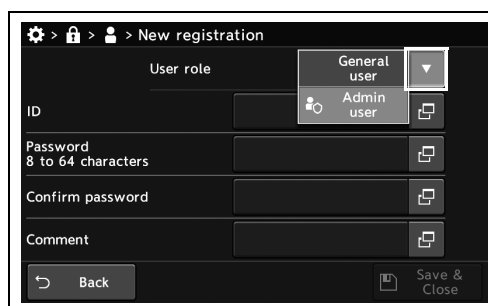 > > > New registration
User role
General
user
Admin
user
ID
Password
8 to 64 characters
Confirm password
Comment
Back
Save &
Close